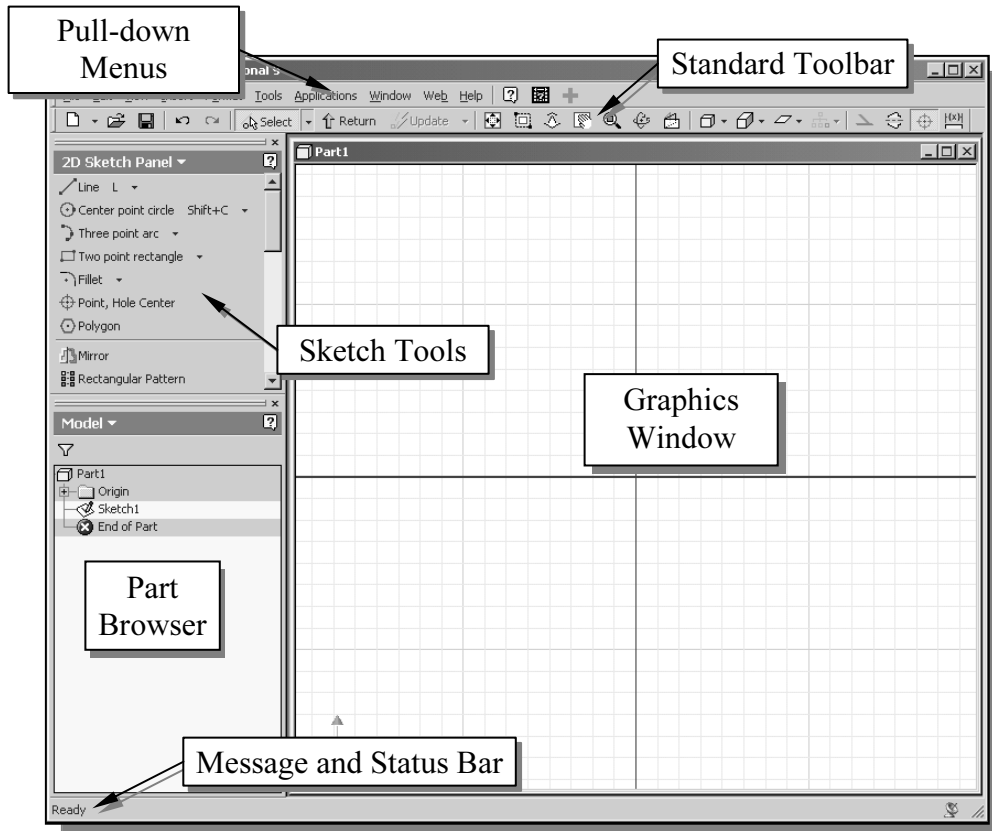 Pull-down
Menus
Standard Toolbar
Tools Applications Window Web Help
Select Return Update
2D Sketch Panel
Part1
Line L
Center point circle Shift+C
Three point arc
Two point rectangle
Fillet
Point, Hole Center
Polygon
Sketch Tools
Mirror
Rectangular Pattern
Graphics
Window
Model
Part1
Origin
Sketch1
End of Part
Part
Browser
Message and Status Bar
Ready